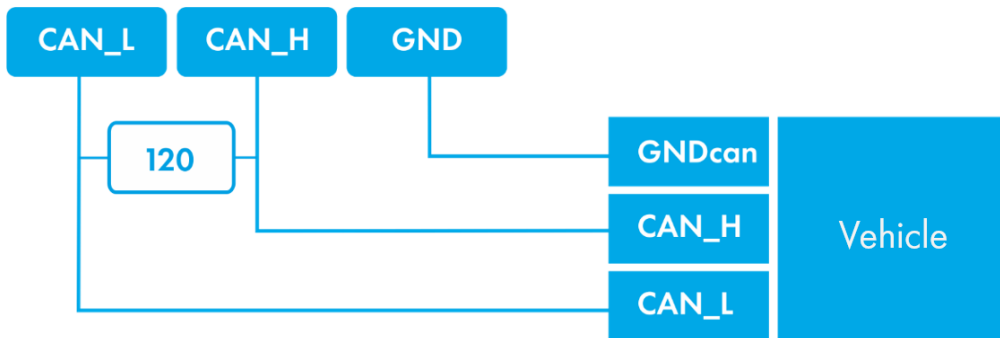 CAN_L CAN_H GND
120
GNDcan
CAN_H
Vehicle
CAN_L